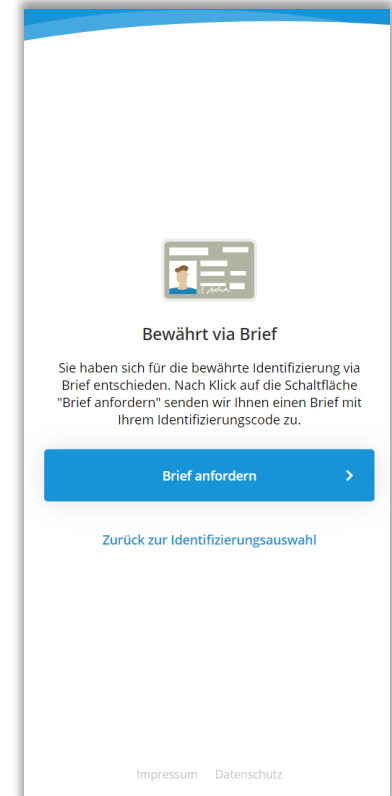 Bewährt via Brief
Sie haben sich für die bewährte Identifizierung via
Brief entschieden. Nach Klick auf die Schaltfläche
"Brief anfordern" senden wir Ihnen einen Brief mit
Ihrem Identifizierungscode zu.
Brief anfordern
Zurück zur Identifizierungsauswahl
Impressum Datenschutz